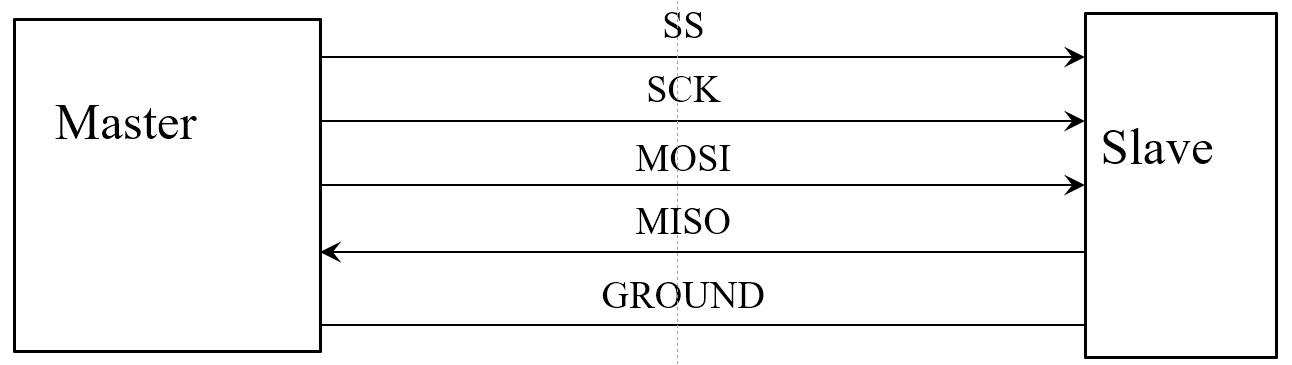 SS
SCK
Master
Slave
MOSI
MISO
GROUND